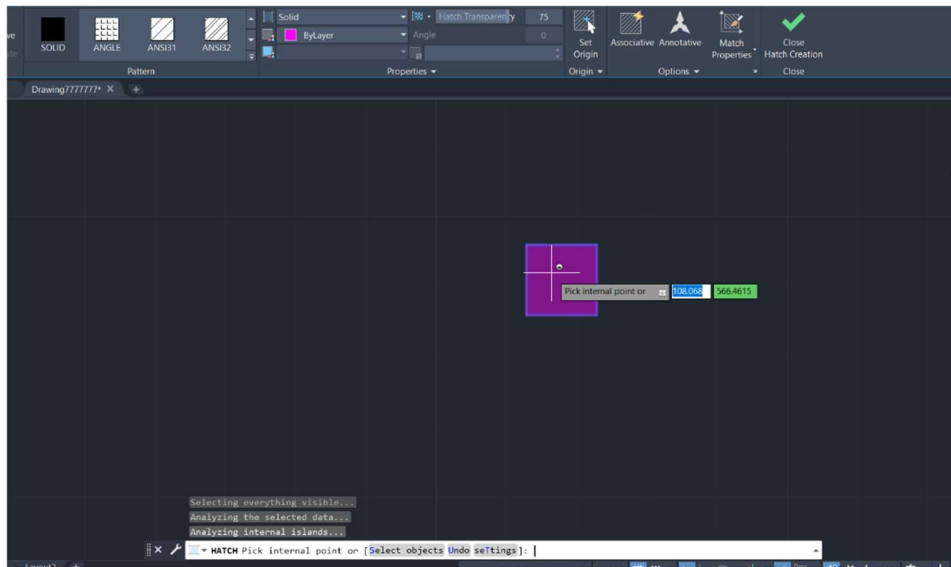 Solid
Hatch Transparency 75
ByLayer
Angle 0
SOLID ANGLE ANSI31 ANSI32
Set Origin
Associative Annotative
Match Properties
Close Hatch Creation
Pattern Properties Origin Options Close
Drawing7777777*
Pick internal point or 108.068 566.4615
Selecting everything visible...
Analyzing the selected data...
Analyzing internal islands...
HATCH Pick internal point or [Select objects Undo seTtings]: